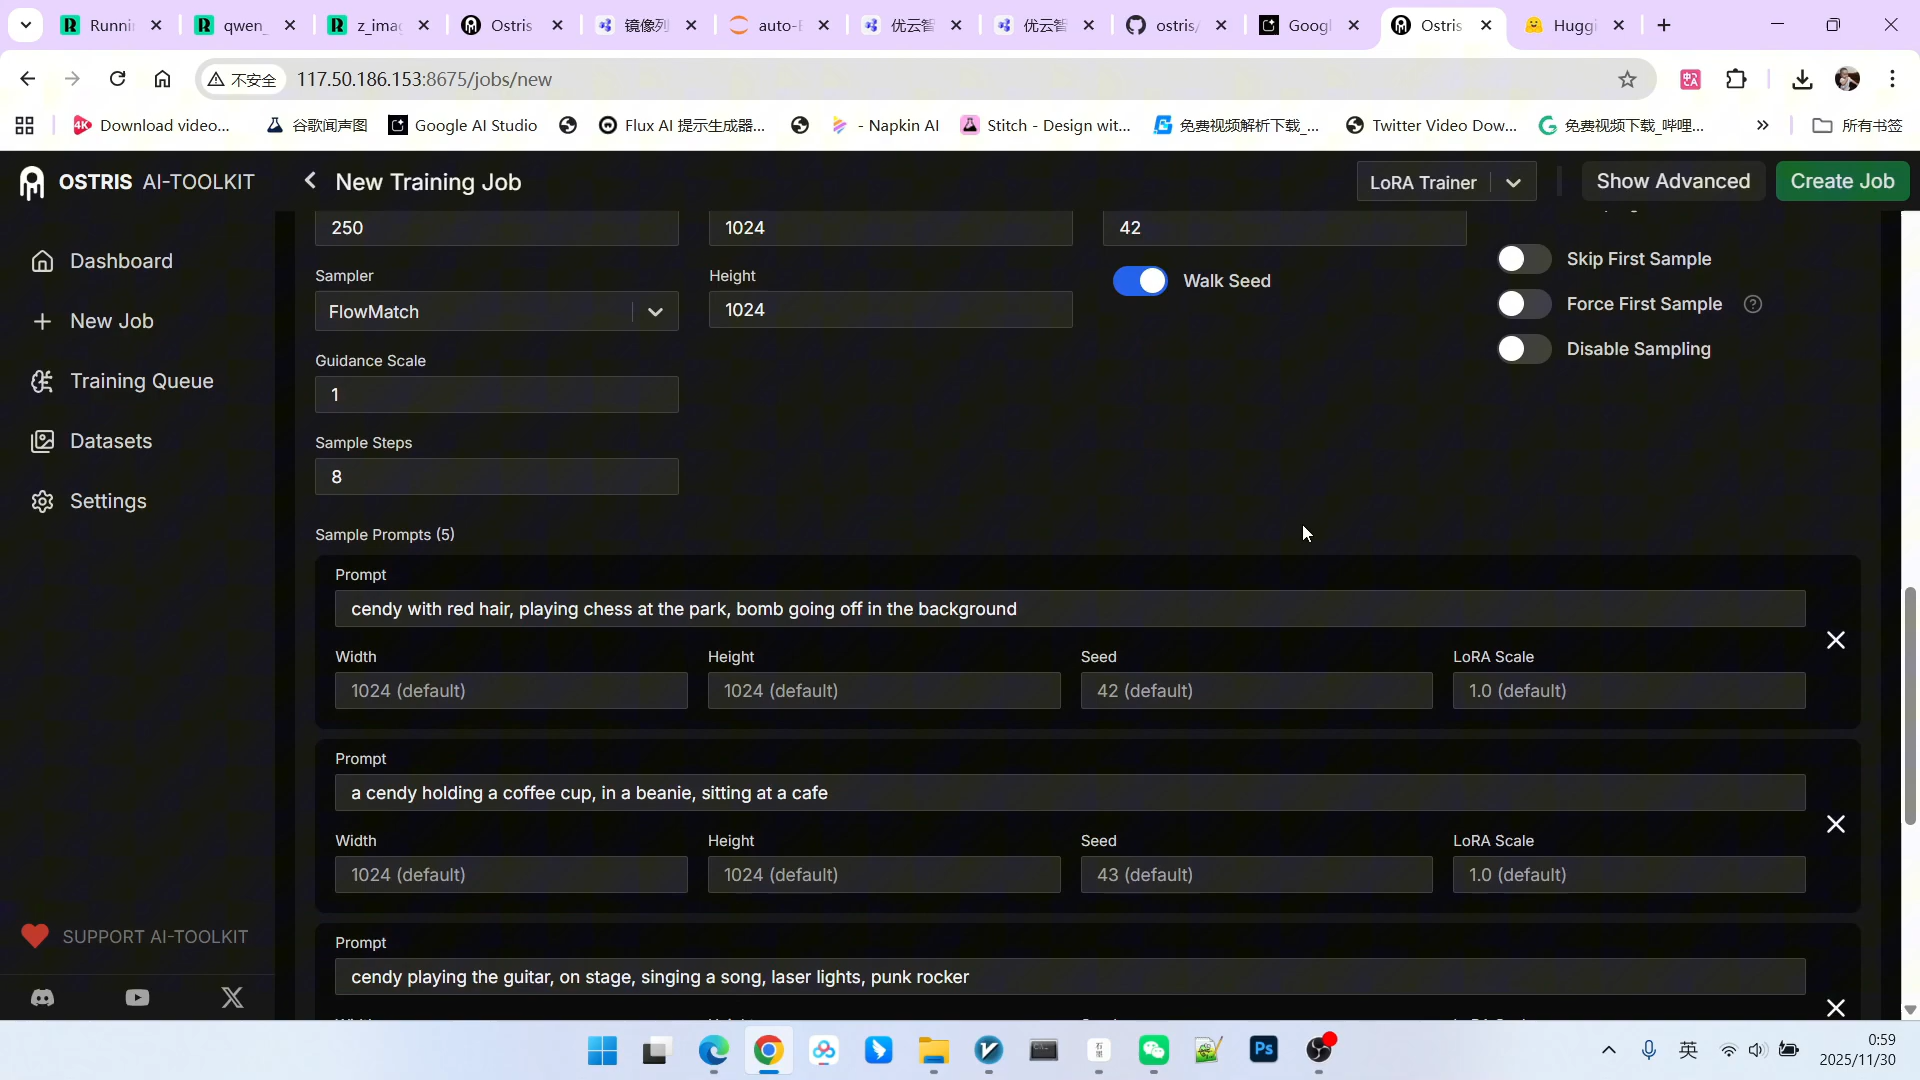 Runni
qwen_
z_ima
Ostris
镜像列
auto-
优云智
优云智
ostris/
Googl
Ostris
Huggi
不安全
117.50.186.153:8675/jobs/new
Download video...
谷歌闻声图
Google AI Studio
Flux AI 提示生成器...
- Napkin AI
Stitch - Design wit...
免费视频解析下载_...
Twitter Video Dow...
免费视频下载_哔哩...
所有书签
OSTRIS AI-TOOLKIT
New Training Job
LoRA Trainer
Show Advanced
Create Job
Dashboard
New Job
Training Queue
Datasets
Settings
SUPPORT AI-TOOLKIT
250
1024
42
Sampler
Height
Walk Seed
Skip First Sample
FlowMatch
1024
Force First Sample
Guidance Scale
Disable Sampling
1
Sample Steps
8
Sample Prompts (5)
Prompt
cendy with red hair, playing chess at the park, bomb going off in the background
Width
Height
Seed
LoRA Scale
1024 (default)
1024 (default)
42 (default)
1.0 (default)
Prompt
a cendy holding a coffee cup, in a beanie, sitting at a cafe
Width
Height
Seed
LoRA Scale
1024 (default)
1024 (default)
43 (default)
1.0 (default)
Prompt
cendy playing the guitar, on stage, singing a song, laser lights, punk rocker
Ps
英
0:59
2025/11/30